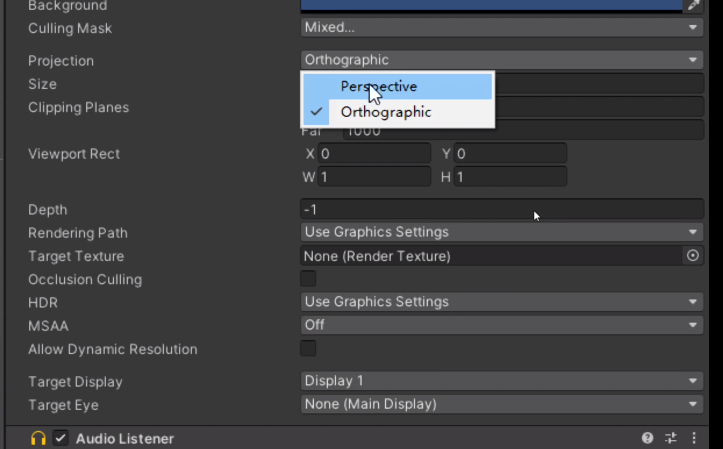 Background
Culling Mask Mixed...
Projection Orthographic
Size Perspective
Clipping Planes Orthographic
Far 1000
Viewport Rect X 0 Y 0
W 1 H 1
Depth -1
Rendering Path Use Graphics Settings
Target Texture None (Render Texture)
Occlusion Culling
HDR Use Graphics Settings
MSAA Off
Allow Dynamic Resolution
Target Display Display 1
Target Eye None (Main Display)
Audio Listener